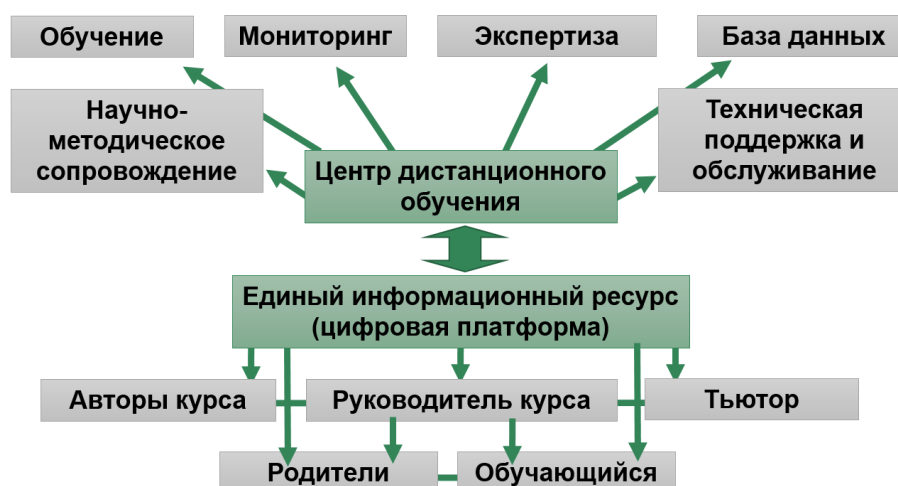 Обучение
Мониторинг
Экспертиза
База данных
Научно-
методическое
сопровождение
Техническая
поддержка и
обслуживание
Центр дистанционного
обучения
Единый информационный ресурс
(цифровая платформа)
Авторы курса
Руководитель курса
Тьютор
Родители
Обучающийся